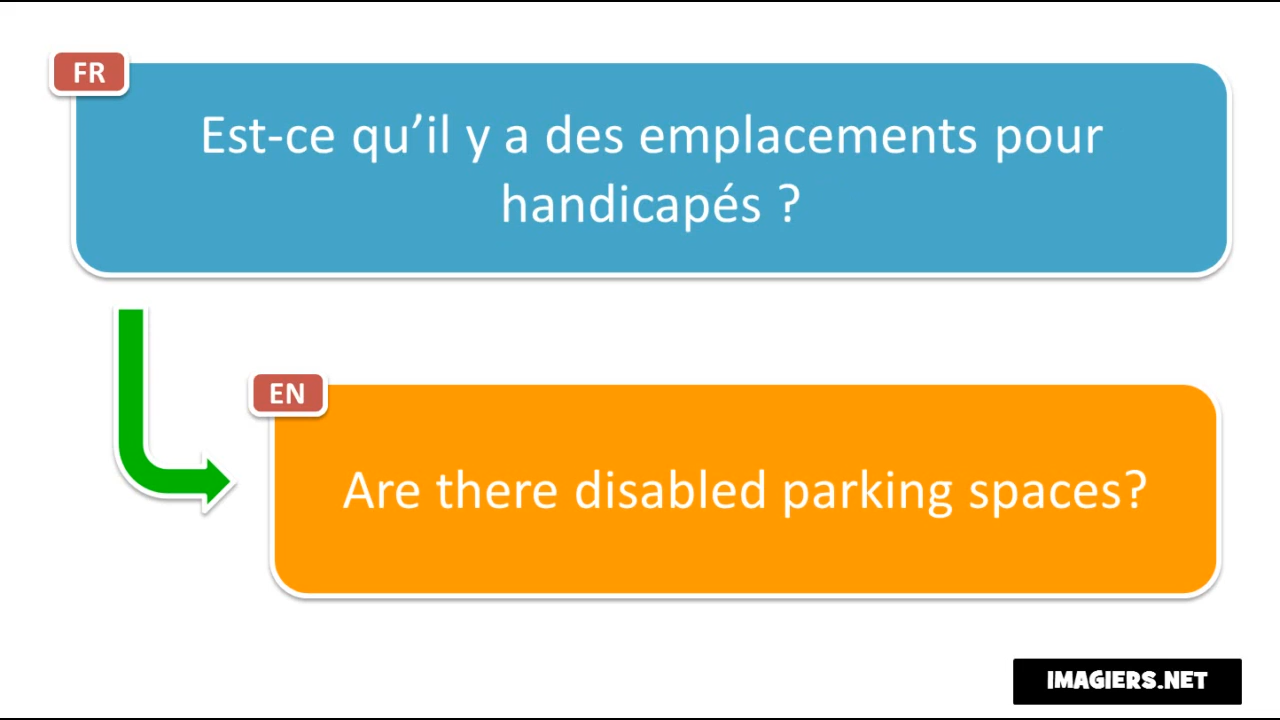 FR
Est-ce qu’il y a des emplacements pour
handicapés ?
EN
Are there disabled parking spaces?
IMAGIERS.NET